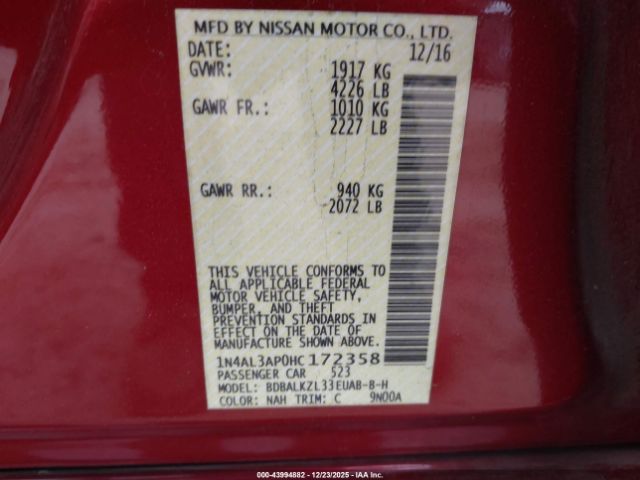 MFD BY NISSAN MOTOR CO., LTD.
DATE: 12/16
GVWR: 1917 KG
4226 LB
GAWR FR.: 1010 KG
2227 LB
GAWR RR.: 940 KG
2072 LB
THIS VEHICLE CONFORMS TO
ALL APPLICABLE FEDERAL
MOTOR VEHICLE SAFETY,
BUMPER, AND THEFT
PREVENTION STANDARDS IN
EFFECT ON THE DATE OF
MANUFACTURE SHOWN ABOVE.
1N4AL3AP0HC172358
PASSENGER CAR 523
MODEL: BDBALKZL33EUAB-B-H
COLOR: NAH TRIM: C 9N00A
000-43994882 - 12/23/2025 - IAA Inc.